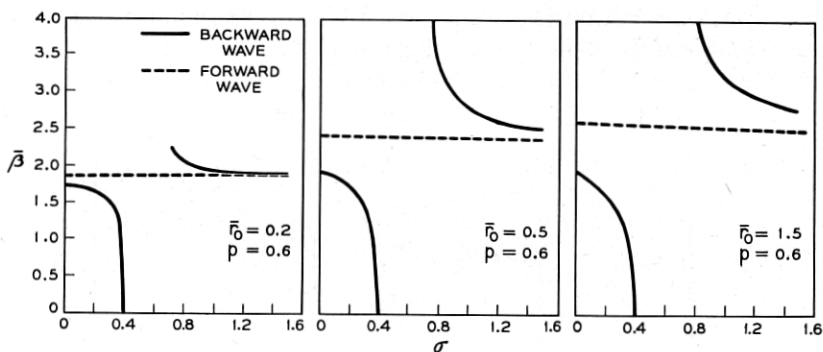 4.0
3.5
3.0
2.5
2.0
1.5
1.0
0.5
0
β̄
BACKWARD
WAVE
FORWARD
WAVE
r̄₀ = 0.2
p = 0.6
0 0.4 0.8 1.2 1.6
r̄₀ = 0.5
p = 0.6
0 0.4 0.8 1.2 1.6
σ
r̄₀ = 1.5
p = 0.6
0 0.4 0.8 1.2 1.6